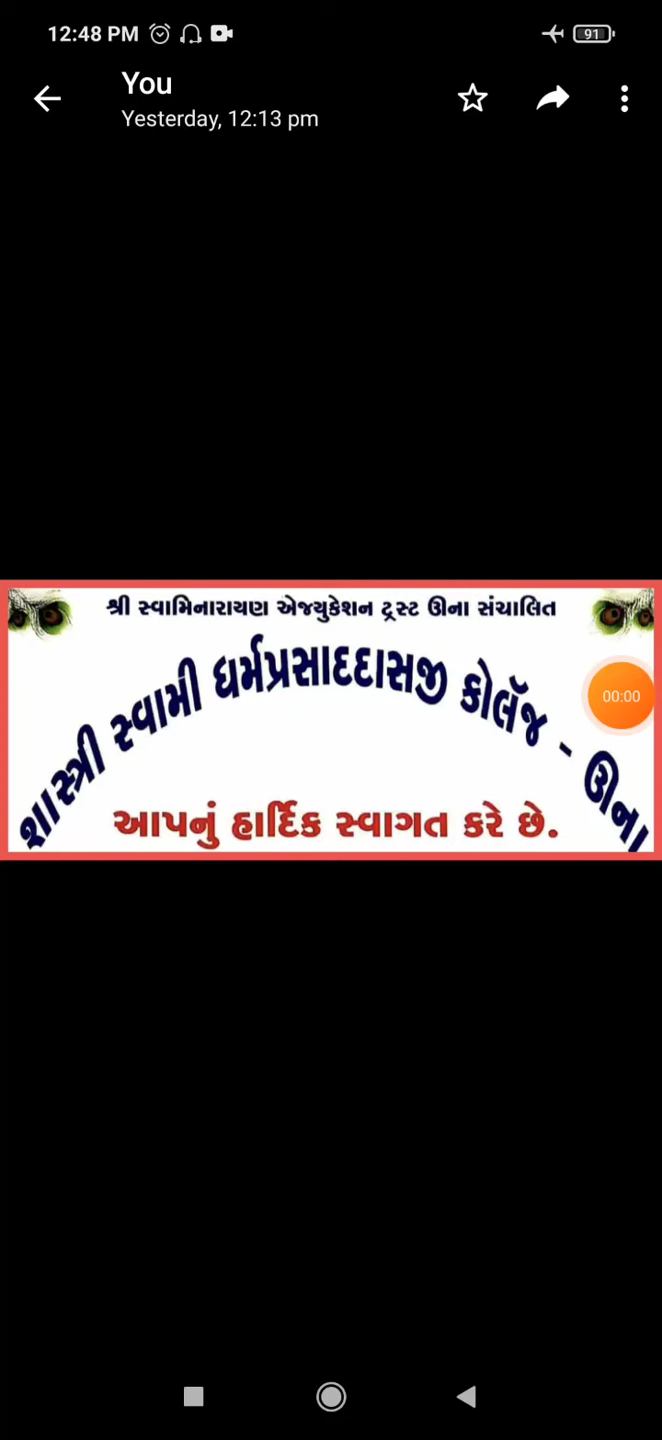 12:48 PM
91
You
Yesterday, 12:13 pm
શ્રી સ્વામિનારાયણ એજ્યુકેશન ટ્રસ્ટ ઊના સંચાલિત
શાસ્ત્રી સ્વામી ધર્મપ્રસાદદાસજી કોલૅજ - ઊના
00:00
આપનું હાર્દિક સ્વાગત કરે છે.